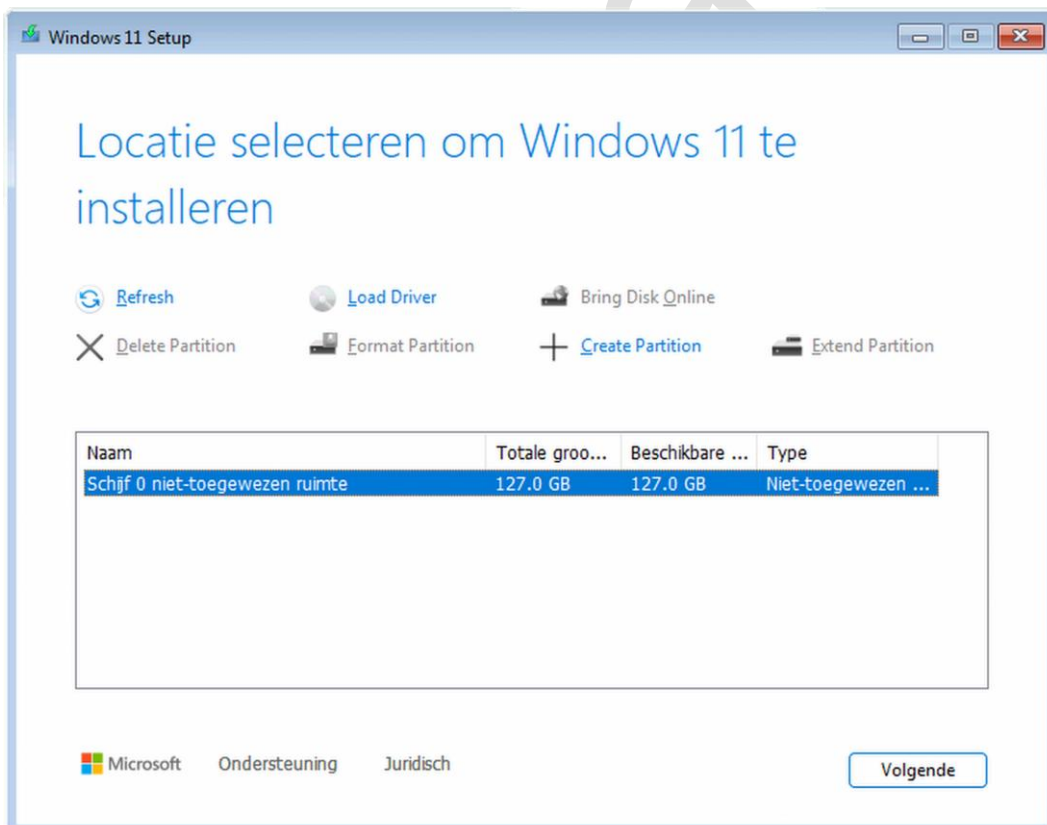 Windows 11 Setup
Locatie selecteren om Windows 11 te
installeren
Refresh Load Driver Bring Disk Online
Delete Partition Format Partition Create Partition Extend Partition
Naam Totale groo... Beschikbare ... Type
Schijf 0 niet-toegewezen ruimte 127.0 GB 127.0 GB Niet-toegewezen ...
Microsoft Ondersteuning Juridisch
Volgende